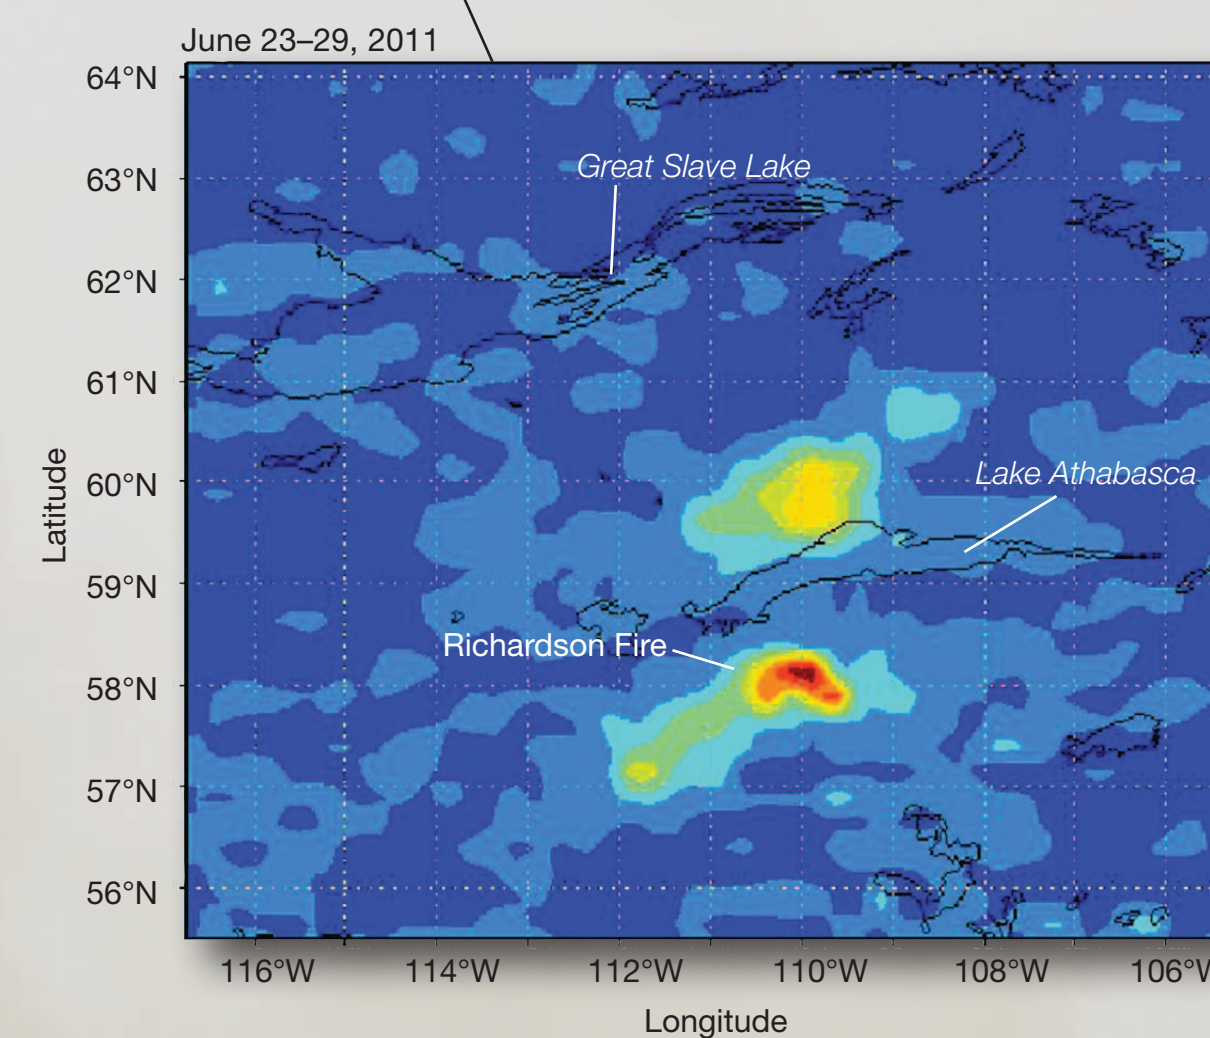 June 23–29, 2011
64°N
63°N
62°N
61°N
60°N
59°N
58°N
57°N
56°N
Latitude
Great Slave Lake
Lake Athabasca
Richardson Fire
116°W 114°W 112°W 110°W 108°W 106°W
Longitude